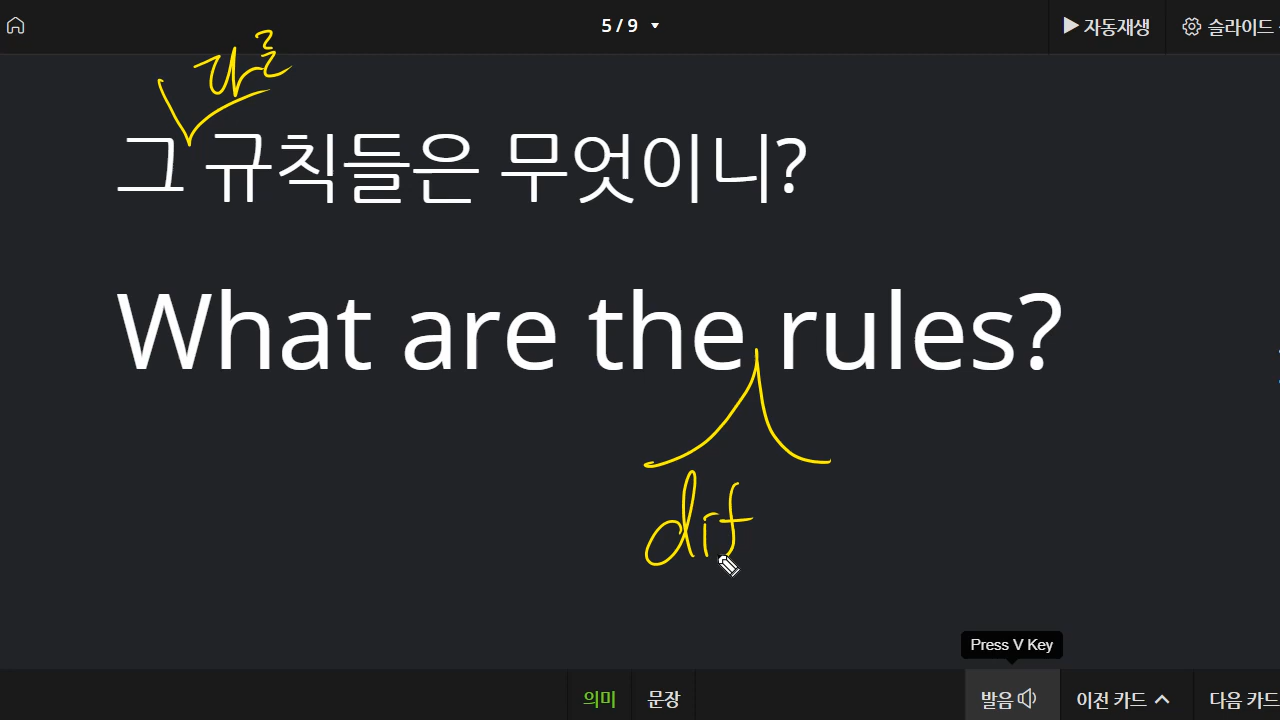 5 / 9
자동재생
슬라이드
다른
그 규칙들은 무엇이니?
What are the rules?
dif
Press V Key
의미
문장
발음
이전 카드
다음 카드